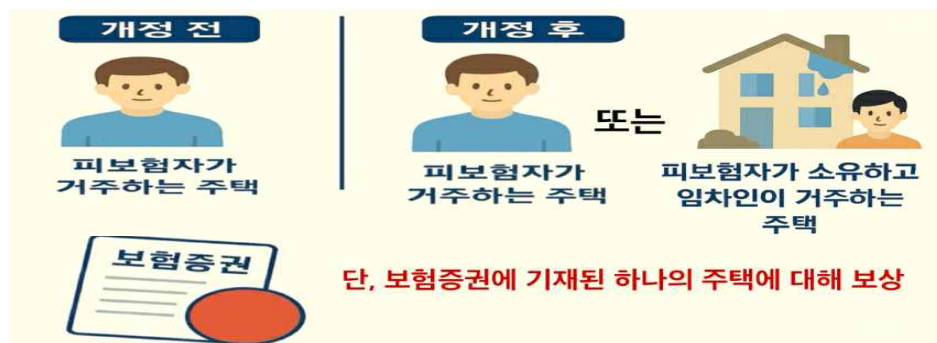 개정 전
피보험자가
거주하는 주택
개정 후
피보험자가
거주하는 주택
또는
피보험자가 소유하고
임차인이 거주하는
주택
보험증권
단, 보험증권에 기재된 하나의 주택에 대해 보상